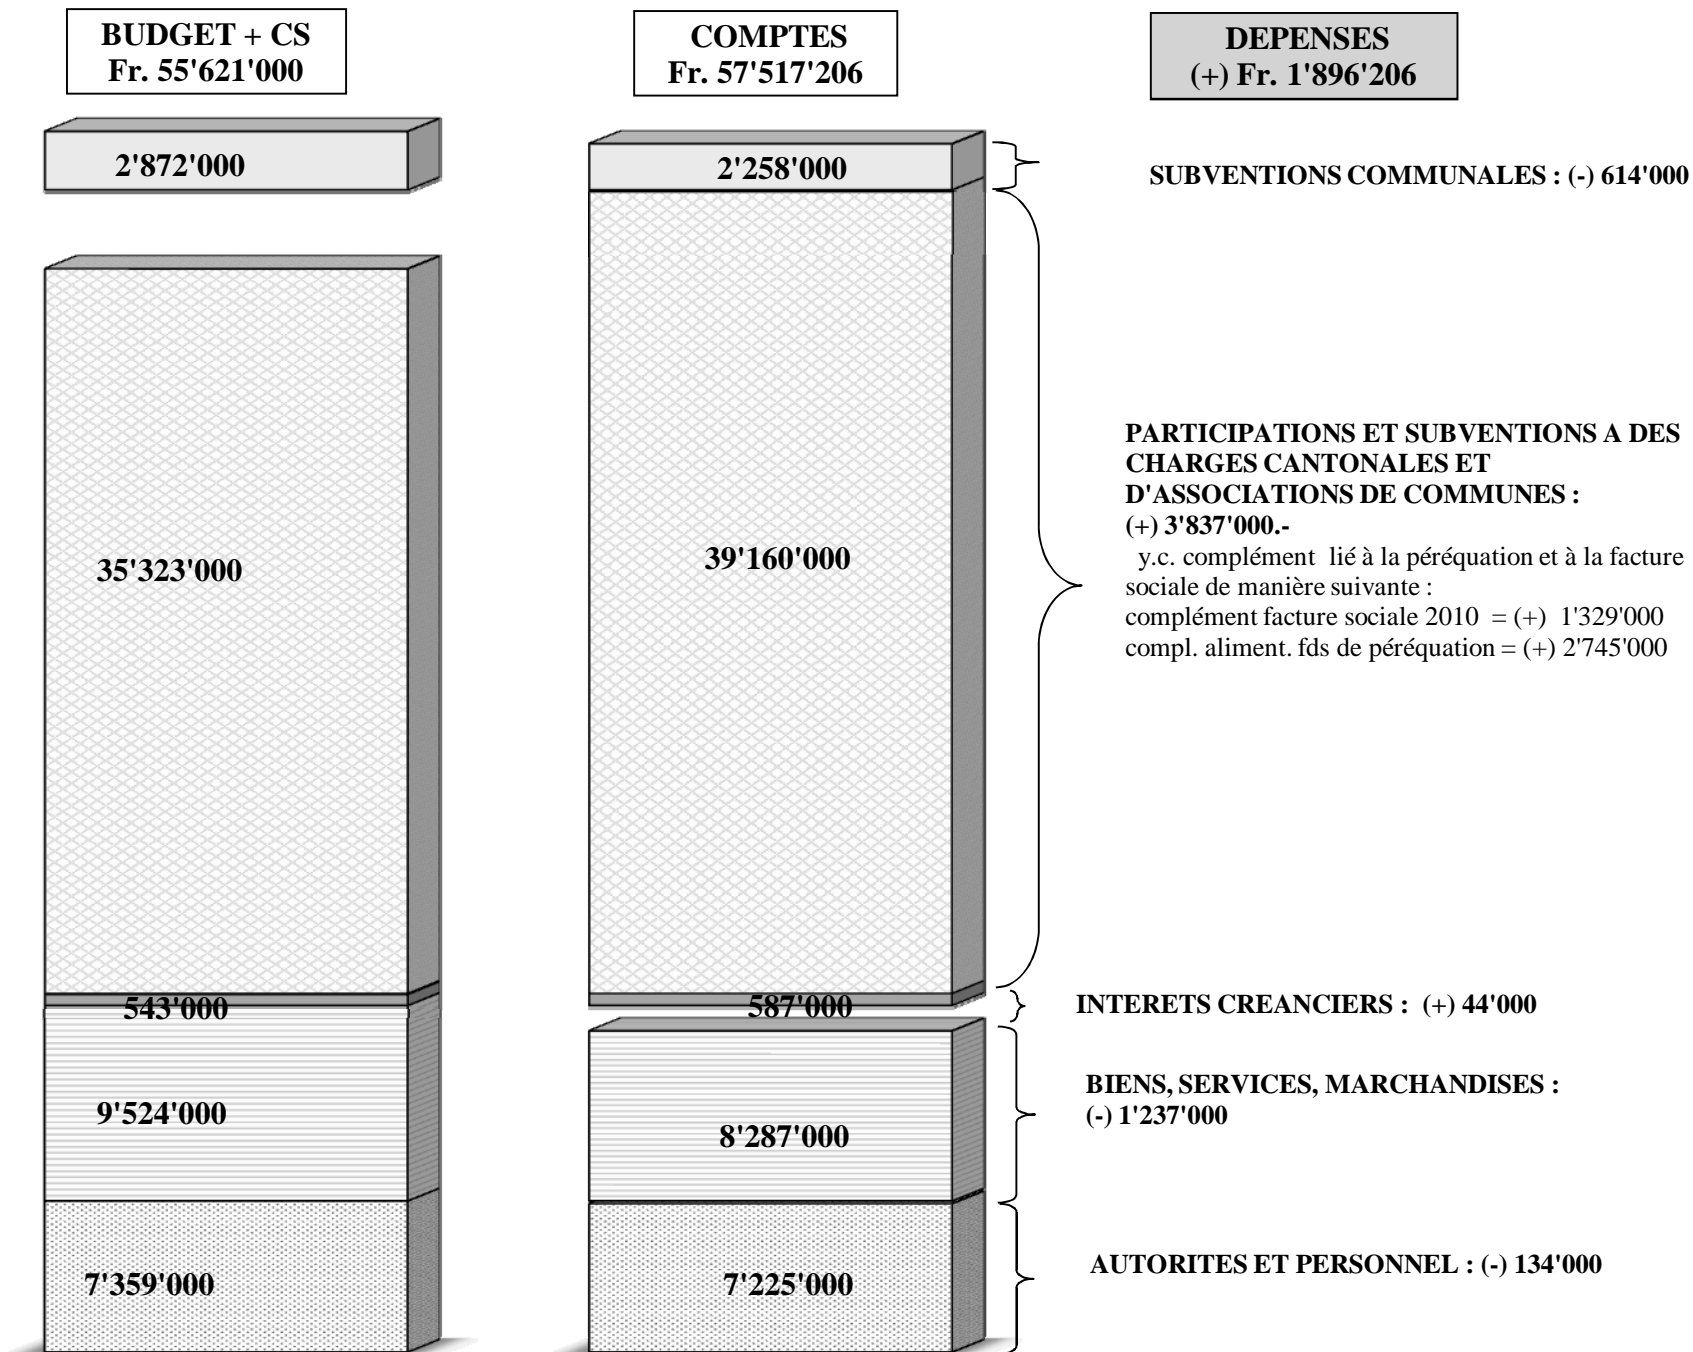 BUDGET + CS
Fr. 55'621'000
COMPTES
Fr. 57'517'206
DEPENSES
(+) Fr. 1'896'206
2'872'000
2'258'000
SUBVENTIONS COMMUNALES : (-) 614'000
35'323'000
39'160'000
PARTICIPATIONS ET SUBVENTIONS A DES
CHARGES CANTONALES ET
D'ASSOCIATIONS DE COMMUNES :
(+) 3'837'000.-
y.c. complément lié à la péréquation et à la facture
sociale de manière suivante :
complément facture sociale 2010 = (+) 1'329'000
compl. aliment. fds de péréquation = (+) 2'745'000
543'000
587'000
INTERETS CREANCIERS : (+) 44'000
9'524'000
8'287'000
BIENS, SERVICES, MARCHANDISES :
(-) 1'237'000
7'359'000
7'225'000
AUTORITES ET PERSONNEL : (-) 134'000